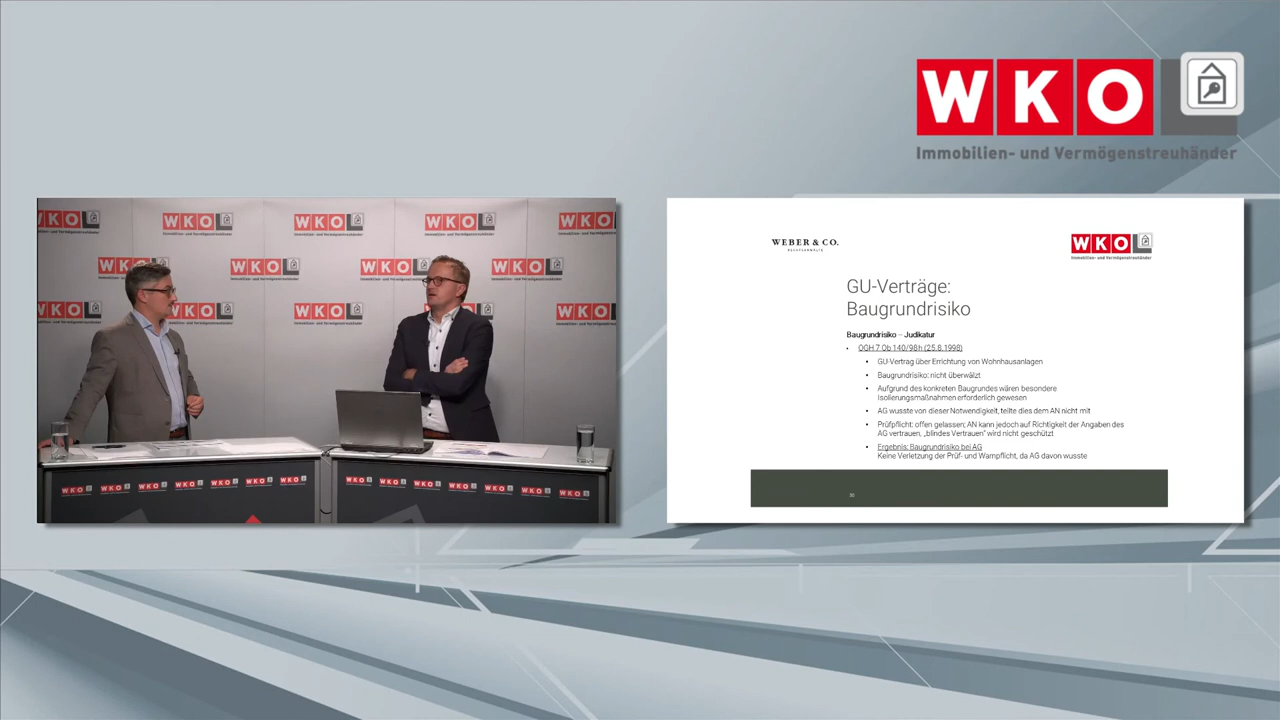 WKO
Immobilien- und Vermögenstreuhänder
WEBER & CO.
RECHTSANWÄLTE
WKO
Immobilien- und Vermögenstreuhänder
GU-Verträge:
Baugrundrisiko
Baugrundrisiko – Judikatur
• OGH 7 Ob 140/98h (25.8.1998)
• GU-Vertrag über Errichtung von Wohnhausanlagen
• Baugrundrisiko: nicht überwälzt
• Aufgrund des konkreten Baugrundes wären besondere
Isolierungsmaßnahmen erforderlich gewesen
• AG wusste von dieser Notwendigkeit, teilte dies dem AN nicht mit
• Prüfpflicht: offen gelassen; AN kann jedoch auf Richtigkeit der Angaben des
AG vertrauen, „blindes Vertrauen" wird nicht geschützt
• Ergebnis: Baugrundrisiko bei AG
Keine Verletzung der Prüf- und Warnpflicht, da AG davon wusste